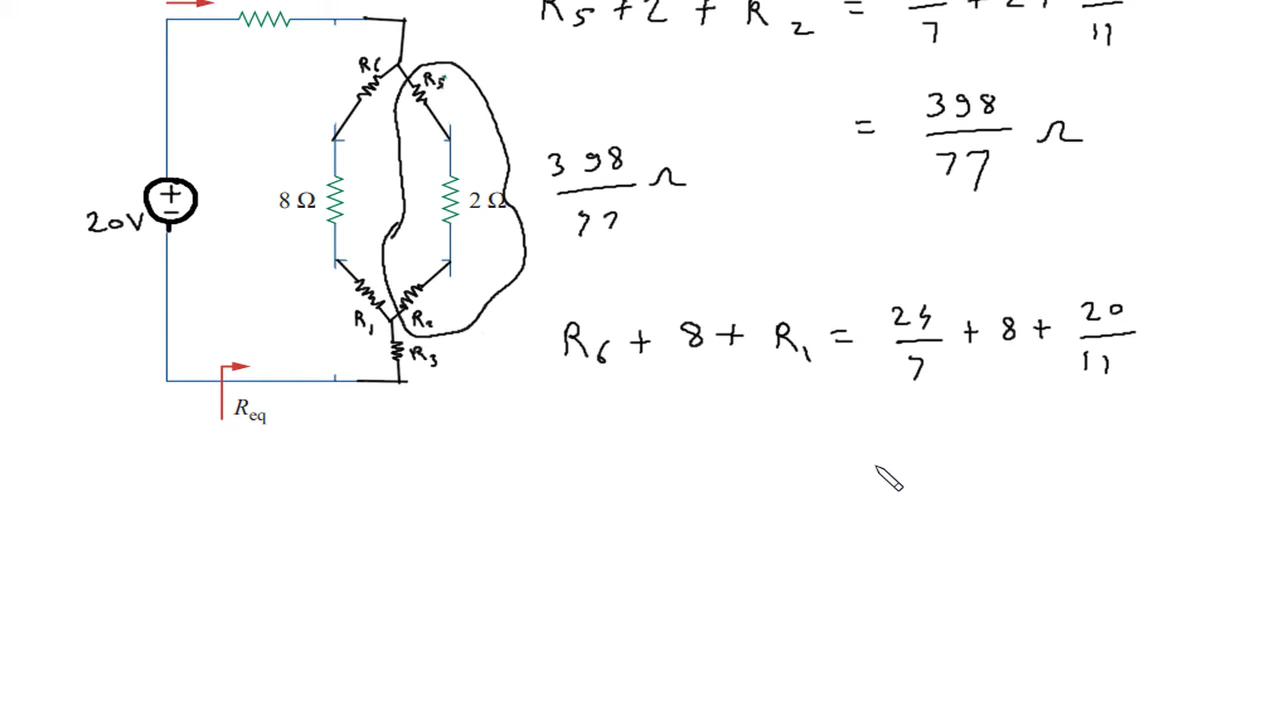 R5 + 2 + R2 =
7
11
= 398/77 Ω
R6
R5
398/77 Ω
8 Ω
2 Ω
20V
+
−
R1
R2
R3
R6 + 8 + R1 = 24/7 + 8 + 20/11
Req